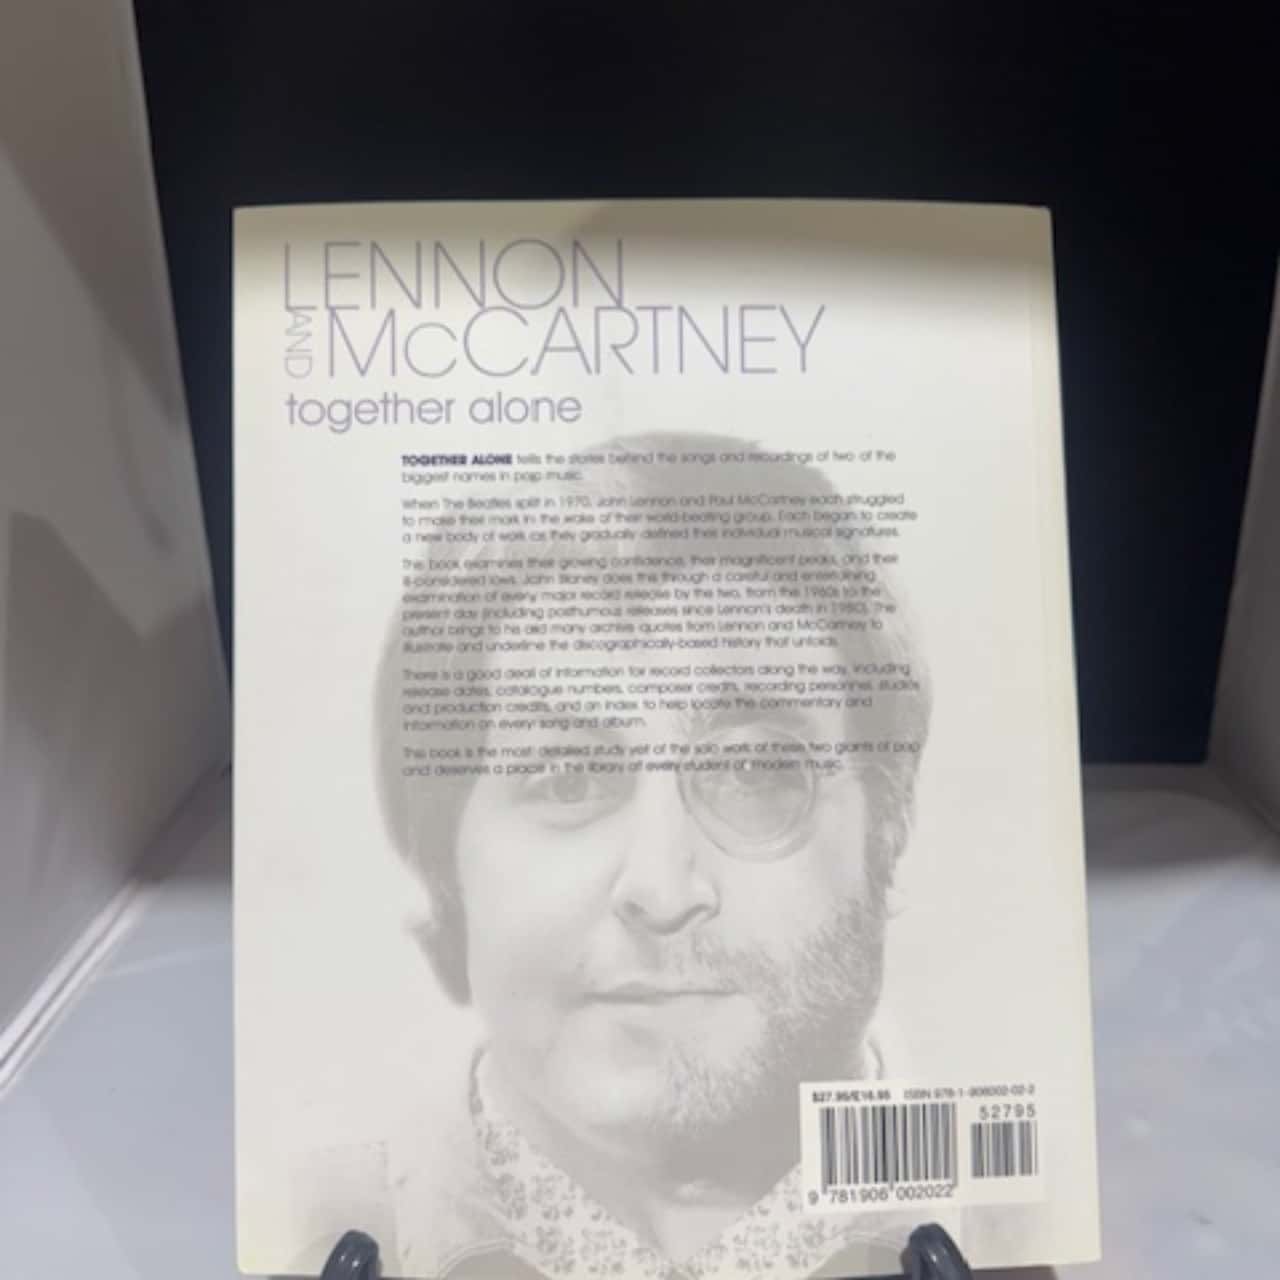 LENNON
AND
McCARTNEY
together alone
TOGETHER ALONE tells the stories behind the songs and recordings of two of the
biggest names in pop music.
When The Beatles split in 1970, John Lennon and Paul McCartney each struggled
to make their mark in the wake of their world-beating group. Each began to create
a new body of work as they gradually defined their individual musical signatures.
This book examines their growing confidence, their magnificent peaks, and their
ill-considered lows. John Blaney does this through a careful and entertaining
examination of every major record release by the two, from the 1960s to the
present day (including posthumous releases since Lennon's death in 1980). The
author brings to his aid many archive quotes from Lennon and McCartney to
illustrate and underline the discographically-based history that unfolds.
There is a good deal of information for record collectors along the way, including
release dates, catalogue numbers, composer credits, recording personnel, studios
and production credits, and an index to help locate the commentary and
information on every song and album.
This book is the most detailed study yet of the solo work of these two giants of pop
and deserves a place in the library of every student of modern music.
$27.95/£16.95 ISBN 978-1-906002-02-2
52795
9 781906 002022